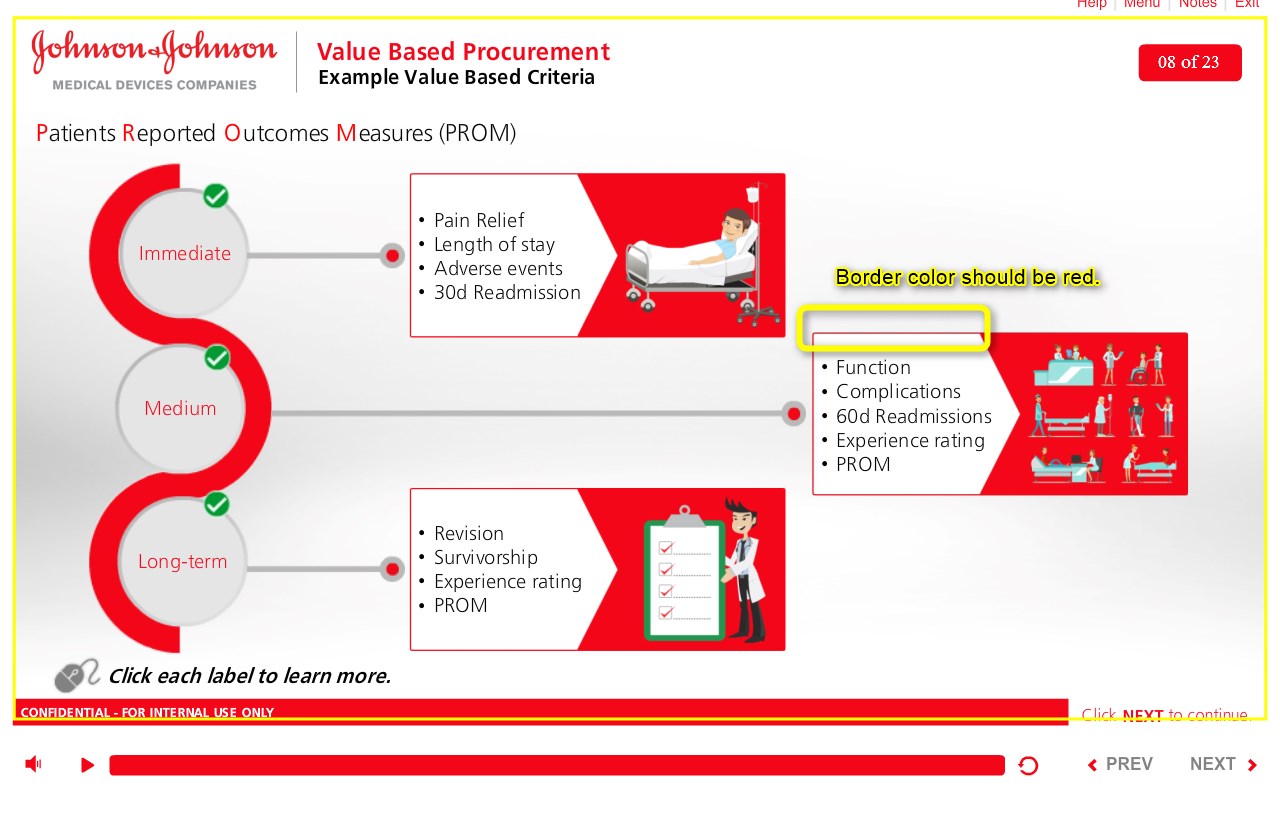 Help | Menu | Notes | Exit
Johnson & Johnson
MEDICAL DEVICES COMPANIES
Value Based Procurement
Example Value Based Criteria
08 of 23
Patients Reported Outcomes Measures (PROM)
Immediate
• Pain Relief
• Length of stay
• Adverse events
• 30d Readmission
Border color should be red.
Medium
• Function
• Complications
• 60d Readmissions
• Experience rating
• PROM
Long-term
• Revision
• Survivorship
• Experience rating
• PROM
Click each label to learn more.
CONFIDENTIAL - FOR INTERNAL USE ONLY
Click NEXT to continue.
PREV
NEXT